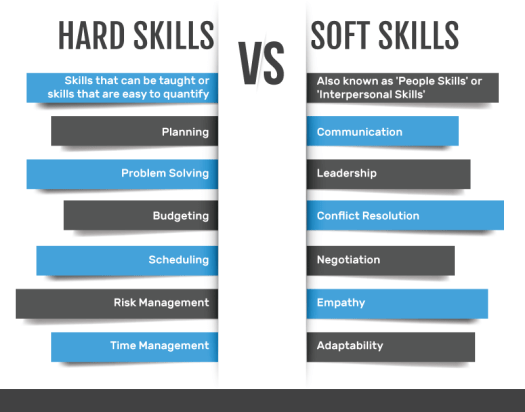 HARD SKILLS
VS
SOFT SKILLS
Skills that can be taught or
skills that are easy to quantify
Planning
Problem Solving
Budgeting
Scheduling
Risk Management
Time Management
Also known as 'People Skills' or
'Interpersonal Skills'
Communication
Leadership
Conflict Resolution
Negotiation
Empathy
Adaptability